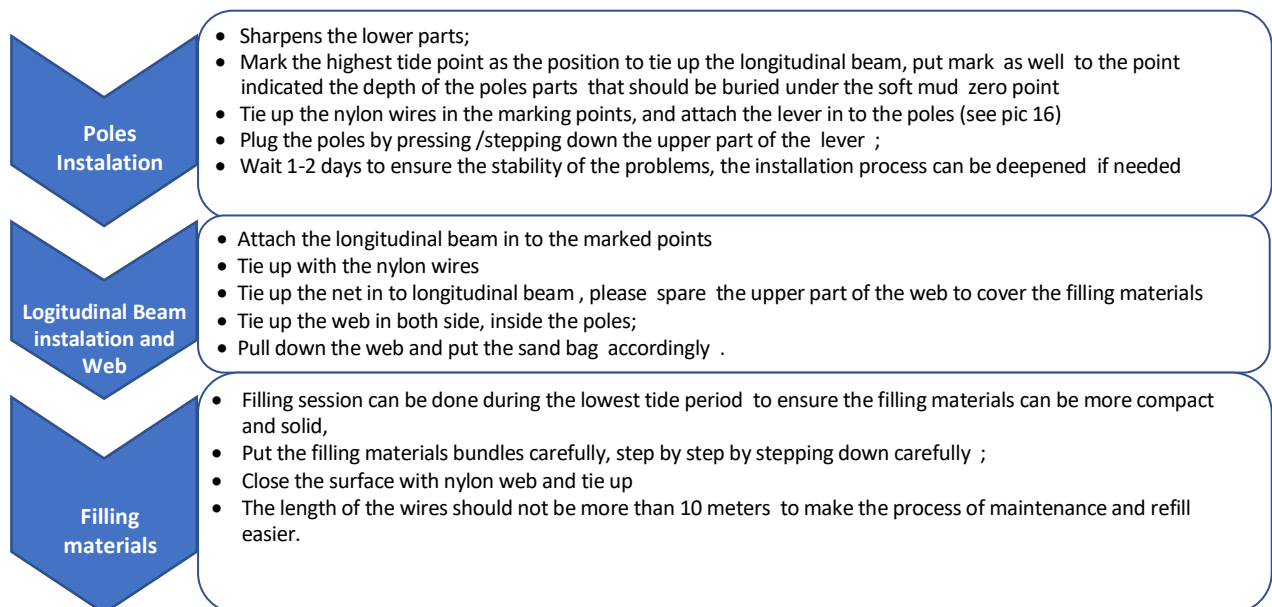 Poles
Instalation
• Sharpens the lower parts;
• Mark the highest tide point as the position to tie up the longitudinal beam, put mark as well to the point
indicated the depth of the poles parts that should be buried under the soft mud zero point
• Tie up the nylon wires in the marking points, and attach the lever in to the poles (see pic 16)
• Plug the poles by pressing /stepping down the upper part of the lever ;
• Wait 1-2 days to ensure the stability of the problems, the installation process can be deepened if needed
Logitudinal Beam
instalation and
Web
• Attach the longitudinal beam in to the marked points
• Tie up with the nylon wires
• Tie up the net in to longitudinal beam , please spare the upper part of the web to cover the filling materials
• Tie up the web in both side, inside the poles;
• Pull down the web and put the sand bag accordingly .
Filling
materials
• Filling session can be done during the lowest tide period to ensure the filling materials can be more compact
and solid,
• Put the filling materials bundles carefully, step by step by stepping down carefully ;
• Close the surface with nylon web and tie up
• The length of the wires should not be more than 10 meters to make the process of maintenance and refill
easier.